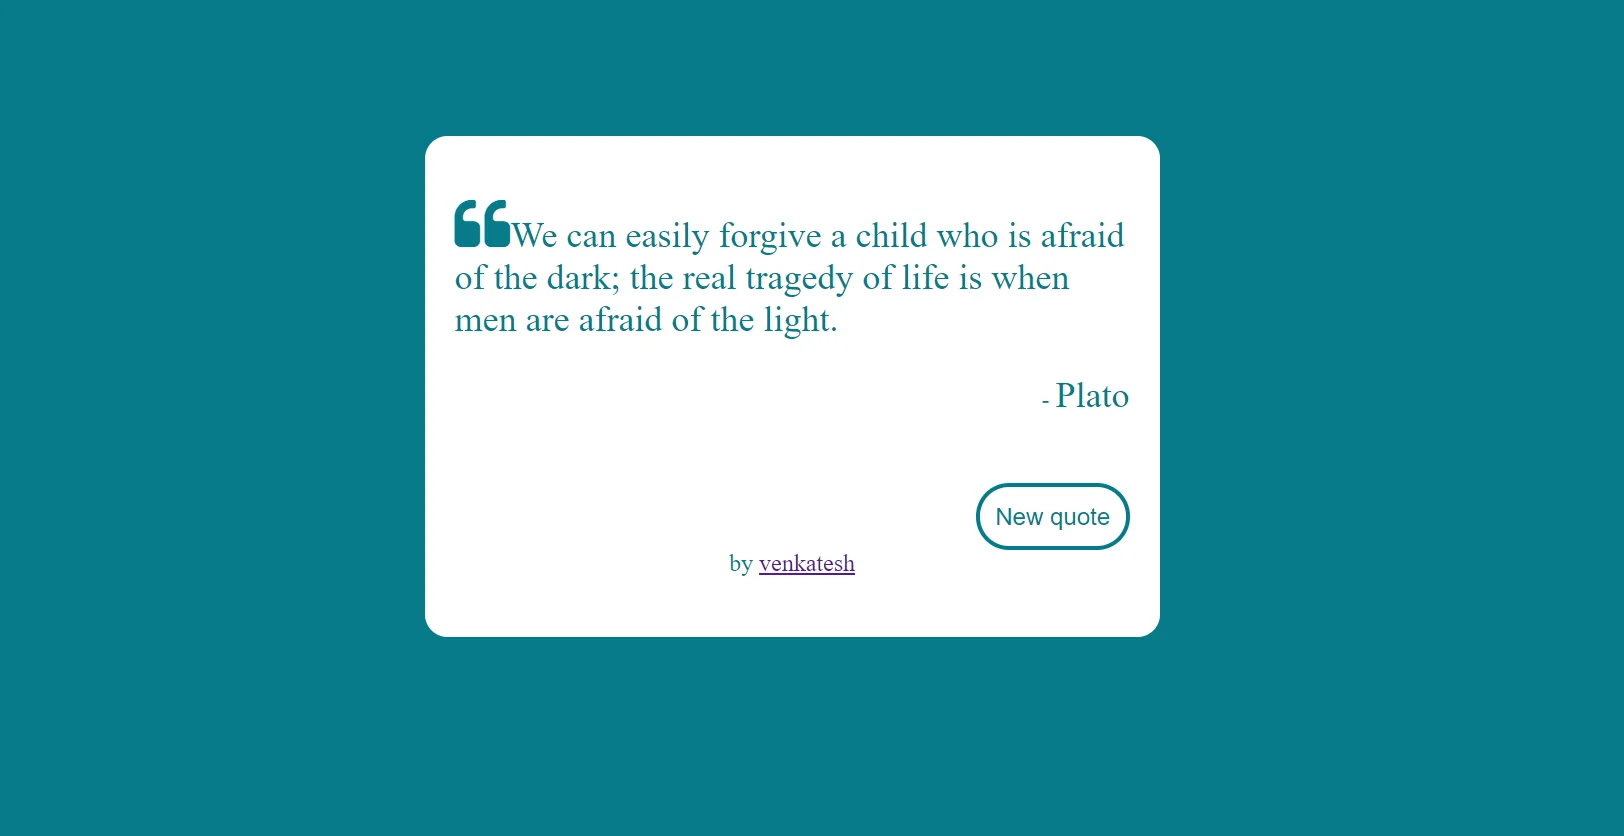 “We can easily forgive a child who is afraid
of the dark; the real tragedy of life is when
men are afraid of the light.
- Plato
New quote
by venkatesh